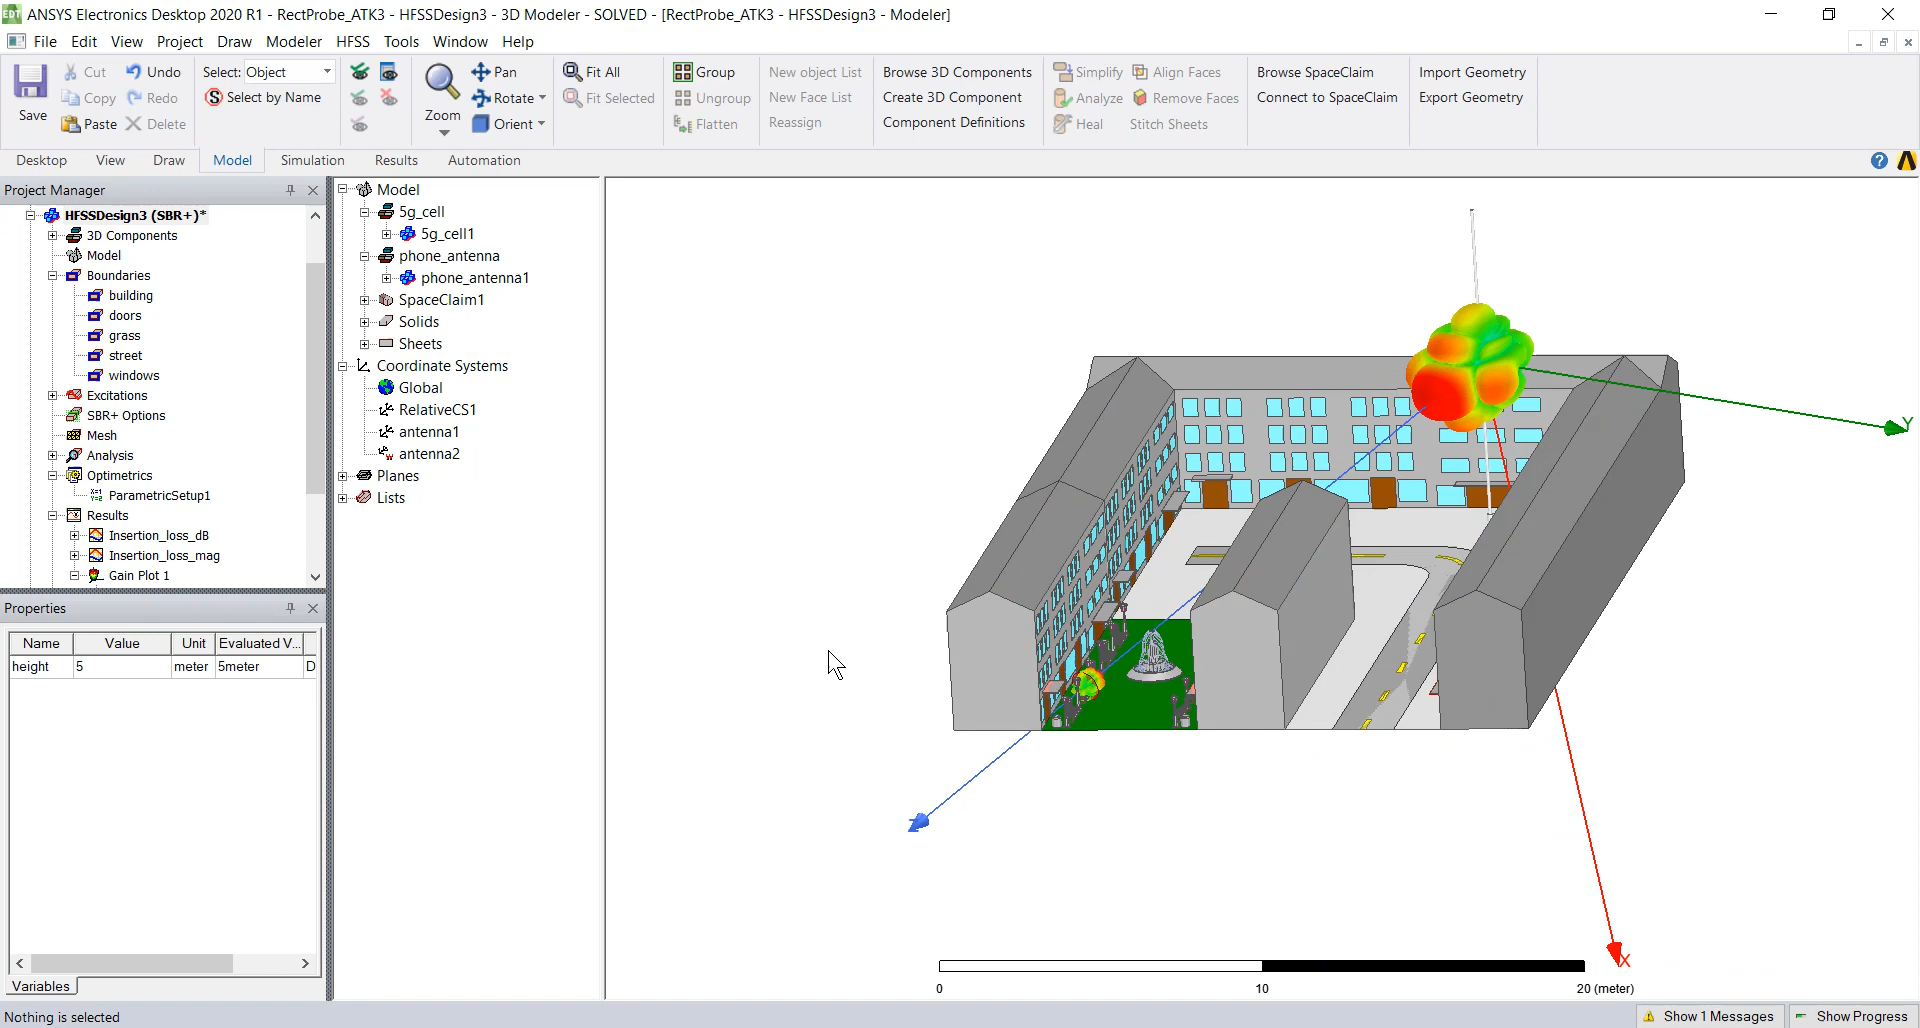 ANSYS Electronics Desktop 2020 R1 - RectProbe_ATK3 - HFSSDesign3 - 3D Modeler - SOLVED - [RectProbe_ATK3 - HFSSDesign3 - Modeler]
File Edit View Project Draw Modeler HFSS Tools Window Help
Save
Cut
Copy
Paste
Undo
Redo
Delete
Select: Object
Select by Name
Zoom
Pan
Rotate
Orient
Fit All
Fit Selected
Group
Ungroup
Flatten
New object List
New Face List
Reassign
Browse 3D Components
Create 3D Component
Component Definitions
Simplify
Analyze
Heal
Align Faces
Remove Faces
Stitch Sheets
Browse SpaceClaim
Connect to SpaceClaim
Import Geometry
Export Geometry
Desktop View Draw Model Simulation Results Automation
Project Manager
HFSSDesign3 (SBR+)*
3D Components
Model
Boundaries
building
doors
grass
street
windows
Excitations
SBR+ Options
Mesh
Analysis
Optimetrics
ParametricSetup1
Results
Insertion_loss_dB
Insertion_loss_mag
Gain Plot 1
Properties
Name Value Unit Evaluated V...
height 5 meter 5meter D
Variables
Nothing is selected
Model
5g_cell
5g_cell1
phone_antenna
phone_antenna1
SpaceClaim1
Solids
Sheets
Coordinate Systems
Global
RelativeCS1
antenna1
antenna2
Planes
Lists
Y
Z
X
0 10 20 (meter)
Show 1 Messages
Show Progress